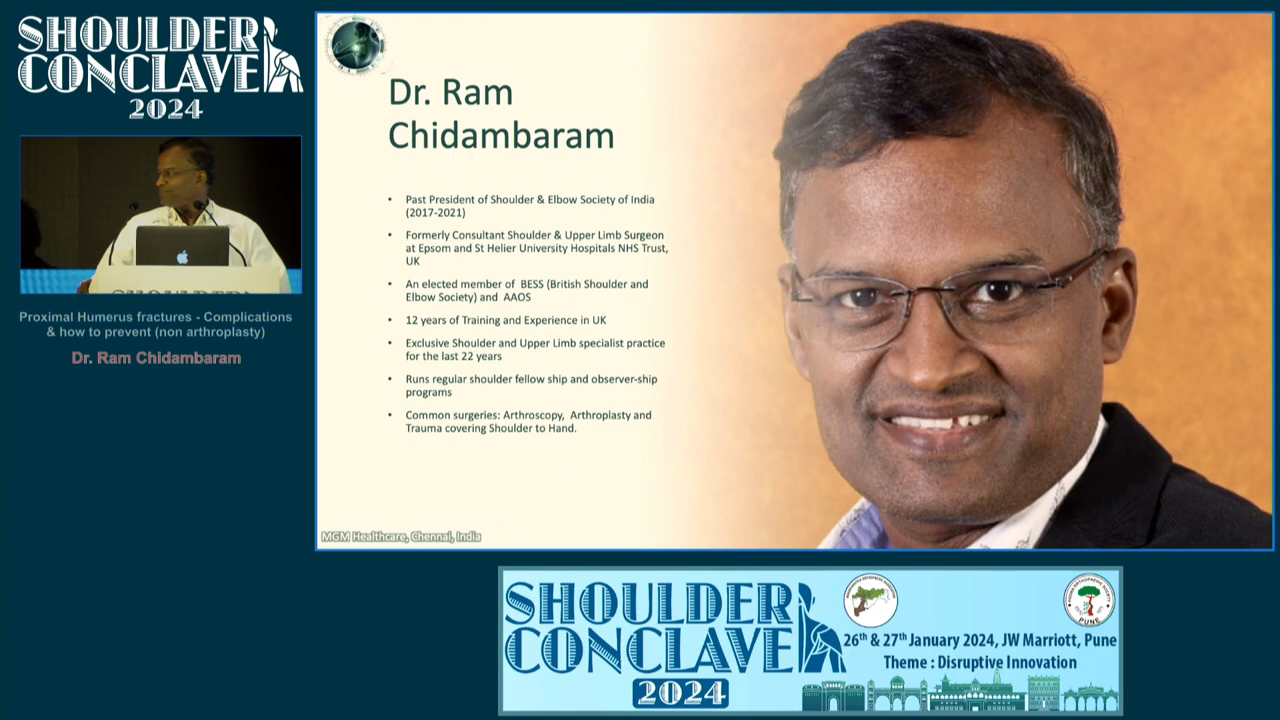 SHOULDER
CONCLAVE
2024
Proximal Humerus fractures - Complications
& how to prevent (non arthroplasty)
Dr. Ram Chidambaram
Dr. Ram
Chidambaram
• Past President of Shoulder & Elbow Society of India
(2017-2021)
• Formerly Consultant Shoulder & Upper Limb Surgeon
at Epsom and St Helier University Hospitals NHS Trust,
UK
• An elected member of BESS (British Shoulder and
Elbow Society) and AAOS
• 12 years of Training and Experience in UK
• Exclusive Shoulder and Upper Limb specialist practice
for the last 22 years
• Runs regular shoulder fellow ship and observer-ship
programs
• Common surgeries: Arthroscopy, Arthroplasty and
Trauma covering Shoulder to Hand.
MGM Healthcare, Chennai, India
SHOULDER
CONCLAVE
2024
PUNE
26th & 27th January 2024, JW Marriott, Pune
Theme : Disruptive Innovation